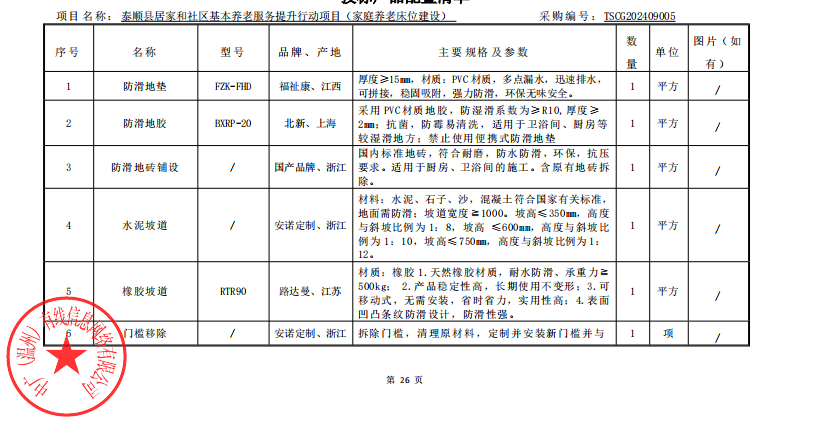 项目名称：泰顺县居家和社区基本养老服务提升行动项目（家庭养老床位建设） 采购编号：TSCG202409005
序号 名称 型号 品牌、产地 主要规格及参数 数量 单位 图片（如有）
1 防滑地垫 FZK-FHD 福祉康、江西 厚度≥15mm，材质：PVC材质，多点漏水，迅速排水，
可拼接，稳固吸附，强力防滑，环保无味安全。 1 平方 /
2 防滑地胶 BXRP-20 北新、上海 采用PVC材质地胶，防湿滑系数为≥R10,厚度≥
2mm；抗菌，防霉易清洗，适用于卫浴间、厨房等
较湿滑地方；禁止使用便携式防滑地垫 1 平方 /
3 防滑地砖铺设 / 国产品牌、浙江 国内标准地砖，符合耐磨，防水防滑，环保，抗压
要求。适用于厨房、卫浴间的施工。含原有地砖拆
除。 1 平方 /
4 水泥坡道 / 安诺定制、浙江 材料：水泥、石子、沙，混凝土符合国家有关标准，
地面需防滑；坡道宽度≧1000。坡高≤350mm，高度
与斜坡比例为1：8，坡高 ≤600mm，高度与斜坡比
例为1：10，坡高≤750mm，高度与斜坡比例为1：
12。 1 平方 /
5 橡胶坡道 RTR90 路达曼、江苏 材质：橡胶 1.天然橡胶材质，耐水防滑、承重力≧
500kg； 2.产品稳定性高，长期使用不变形；3.可
移动式，无需安装，省时省力，实用性高；4.表面
凹凸条纹防滑设计，防滑性强。 1 平方 /
6 门槛移除 / 安诺定制、浙江 拆除门槛，清理原材料，定制并安装新门槛并与 1 项 /
中广（温州）有线信息网络有限公司
第 26 页